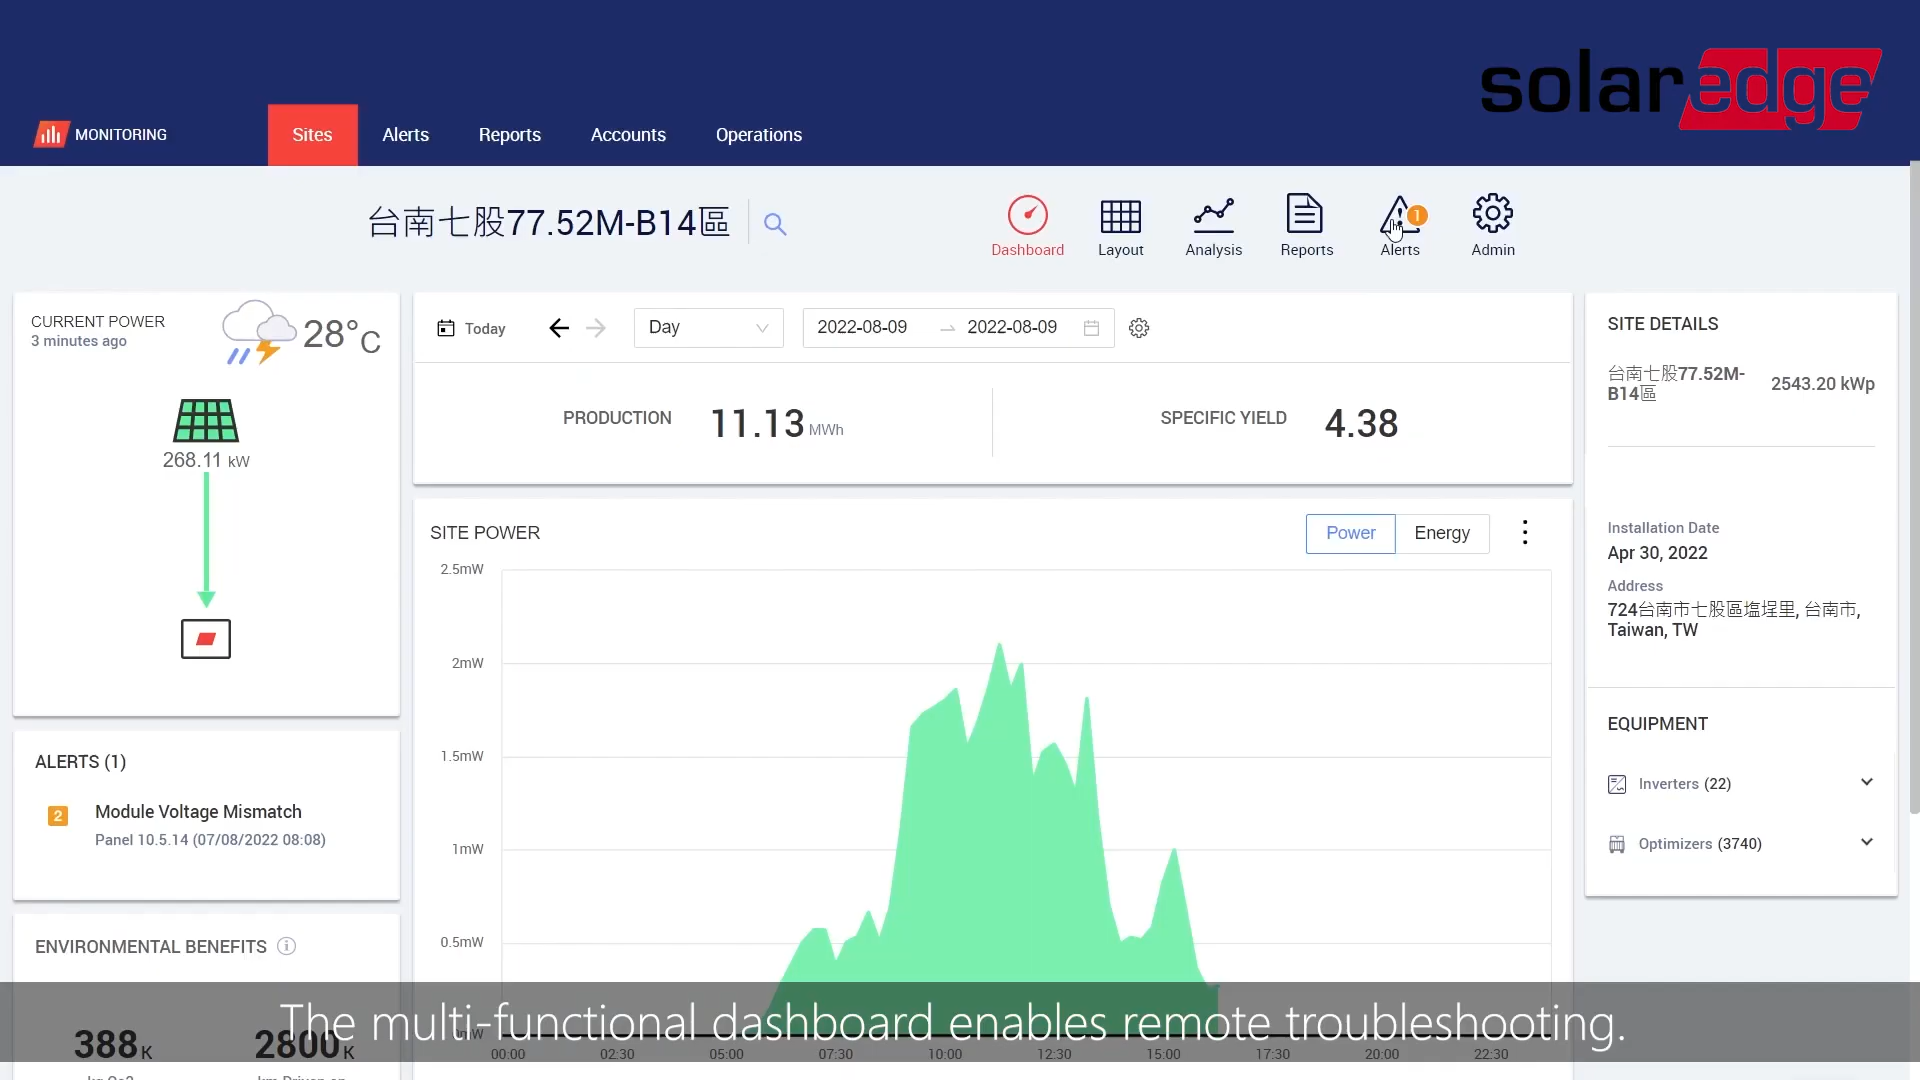 solaredge
MONITORING
Sites
Alerts
Reports
Accounts
Operations
台南七股77.52M-B14區
Dashboard
Layout
Analysis
Reports
1
Alerts
Admin
CURRENT POWER
3 minutes ago
28°C
268.11 kW
ALERTS (1)
2
Module Voltage Mismatch
Panel 10.5.14 (07/08/2022 08:08)
ENVIRONMENTAL BENEFITS
388 K
2800 K
Today
Day
2022-08-09
2022-08-09
PRODUCTION
11.13 MWh
SPECIFIC YIELD
4.38
SITE POWER
Power
Energy
2.5mW
2mW
1.5mW
1mW
0.5mW
00:00
02:30
05:00
07:30
10:00
12:30
15:00
17:30
20:00
22:30
SITE DETAILS
台南七股77.52M-
B14區
2543.20 kWp
Installation Date
Apr 30, 2022
Address
724台南市七股區塩埕里, 台南市,
Taiwan, TW
EQUIPMENT
Inverters (22)
Optimizers (3740)
The multi-functional dashboard enables remote troubleshooting.